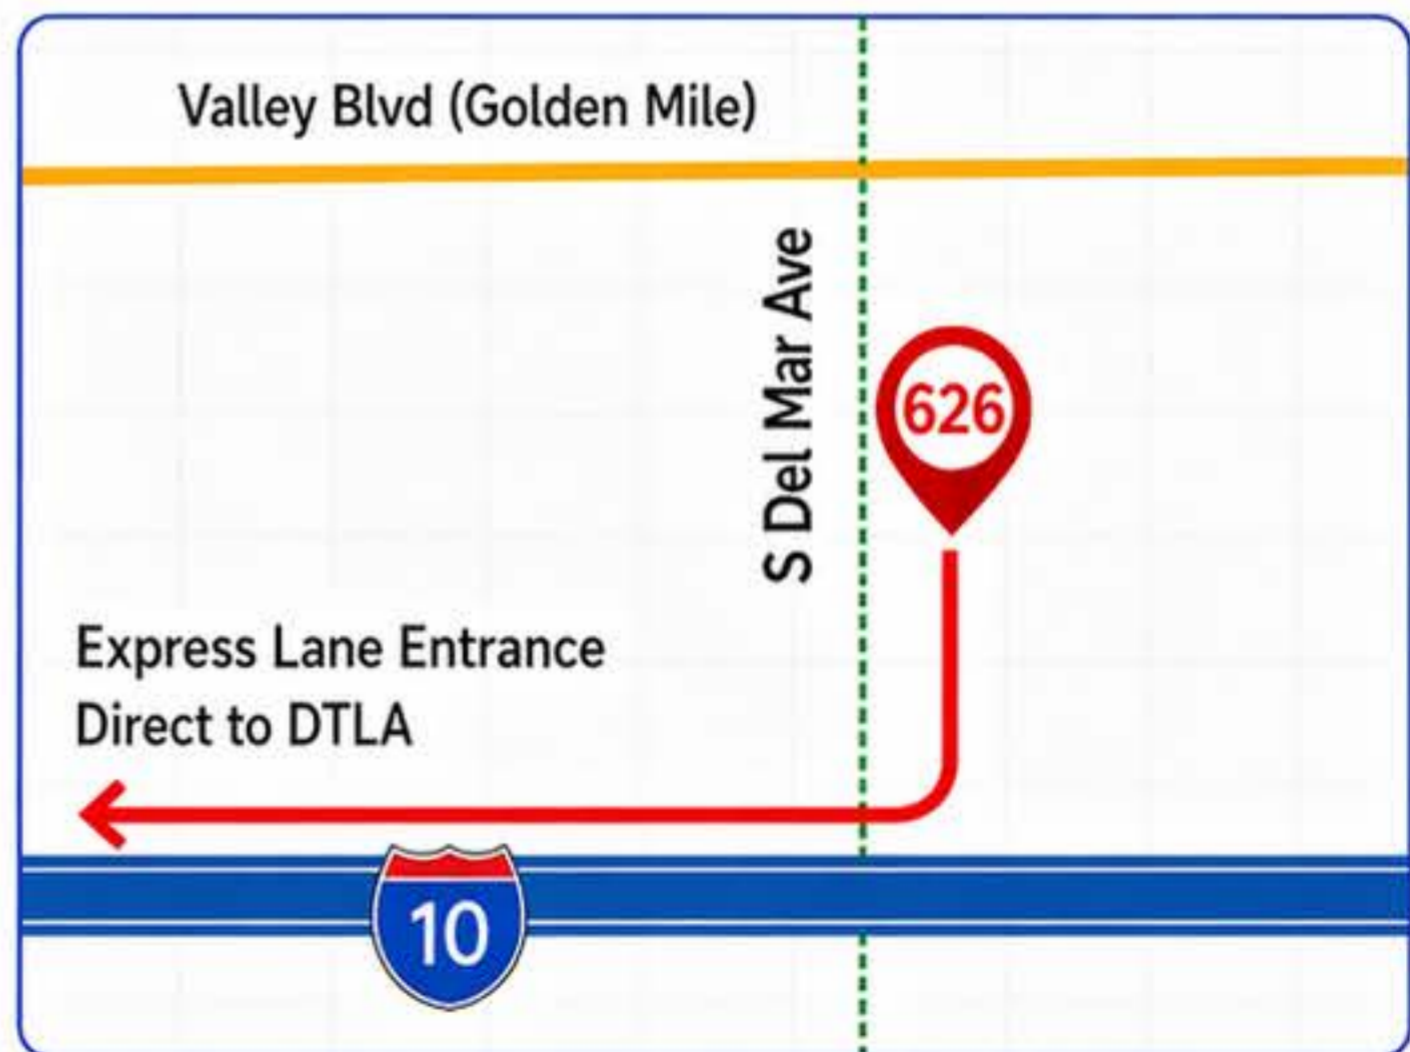 Valley Blvd (Golden Mile)
S Del Mar Ave
626
Express Lane Entrance
Direct to DTLA
10